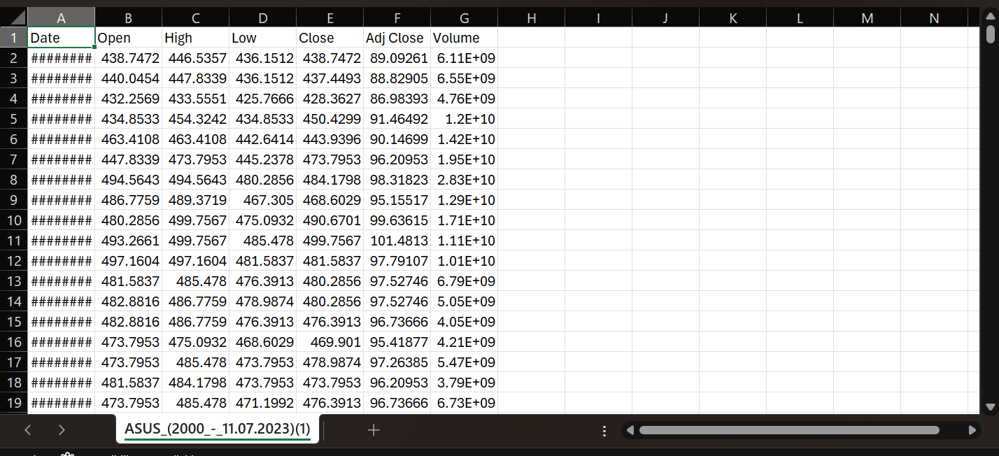 A B C D E F G H I J K L M N
1 Date Open High Low Close Adj Close Volume
2 ######## 438.7472 446.5357 436.1512 438.7472 89.09261 6.11E+09
3 ######## 440.0454 447.8339 436.1512 437.4493 88.82905 6.55E+09
4 ######## 432.2569 433.5551 425.7666 428.3627 86.98393 4.76E+09
5 ######## 434.8533 454.3242 434.8533 450.4299 91.46492 1.2E+10
6 ######## 463.4108 463.4108 442.6414 443.9396 90.14699 1.42E+10
7 ######## 447.8339 473.7953 445.2378 473.7953 96.20953 1.95E+10
8 ######## 494.5643 494.5643 480.2856 484.1798 98.31823 2.83E+10
9 ######## 486.7759 489.3719 467.305 468.6029 95.15517 1.29E+10
10 ######## 480.2856 499.7567 475.0932 490.6701 99.63615 1.71E+10
11 ######## 493.2661 499.7567 485.478 499.7567 101.4813 1.11E+10
12 ######## 497.1604 497.1604 481.5837 481.5837 97.79107 1.01E+10
13 ######## 481.5837 485.478 476.3913 480.2856 97.52746 6.79E+09
14 ######## 482.8816 486.7759 478.9874 480.2856 97.52746 5.05E+09
15 ######## 482.8816 486.7759 476.3913 476.3913 96.73666 4.05E+09
16 ######## 473.7953 475.0932 468.6029 469.901 95.41877 4.21E+09
17 ######## 473.7953 485.478 473.7953 478.9874 97.26385 5.47E+09
18 ######## 481.5837 484.1798 473.7953 473.7953 96.20953 3.79E+09
19 ######## 473.7953 485.478 471.1992 476.3913 96.73666 6.73E+09
ASUS_(2000_-_11.07.2023)(1)